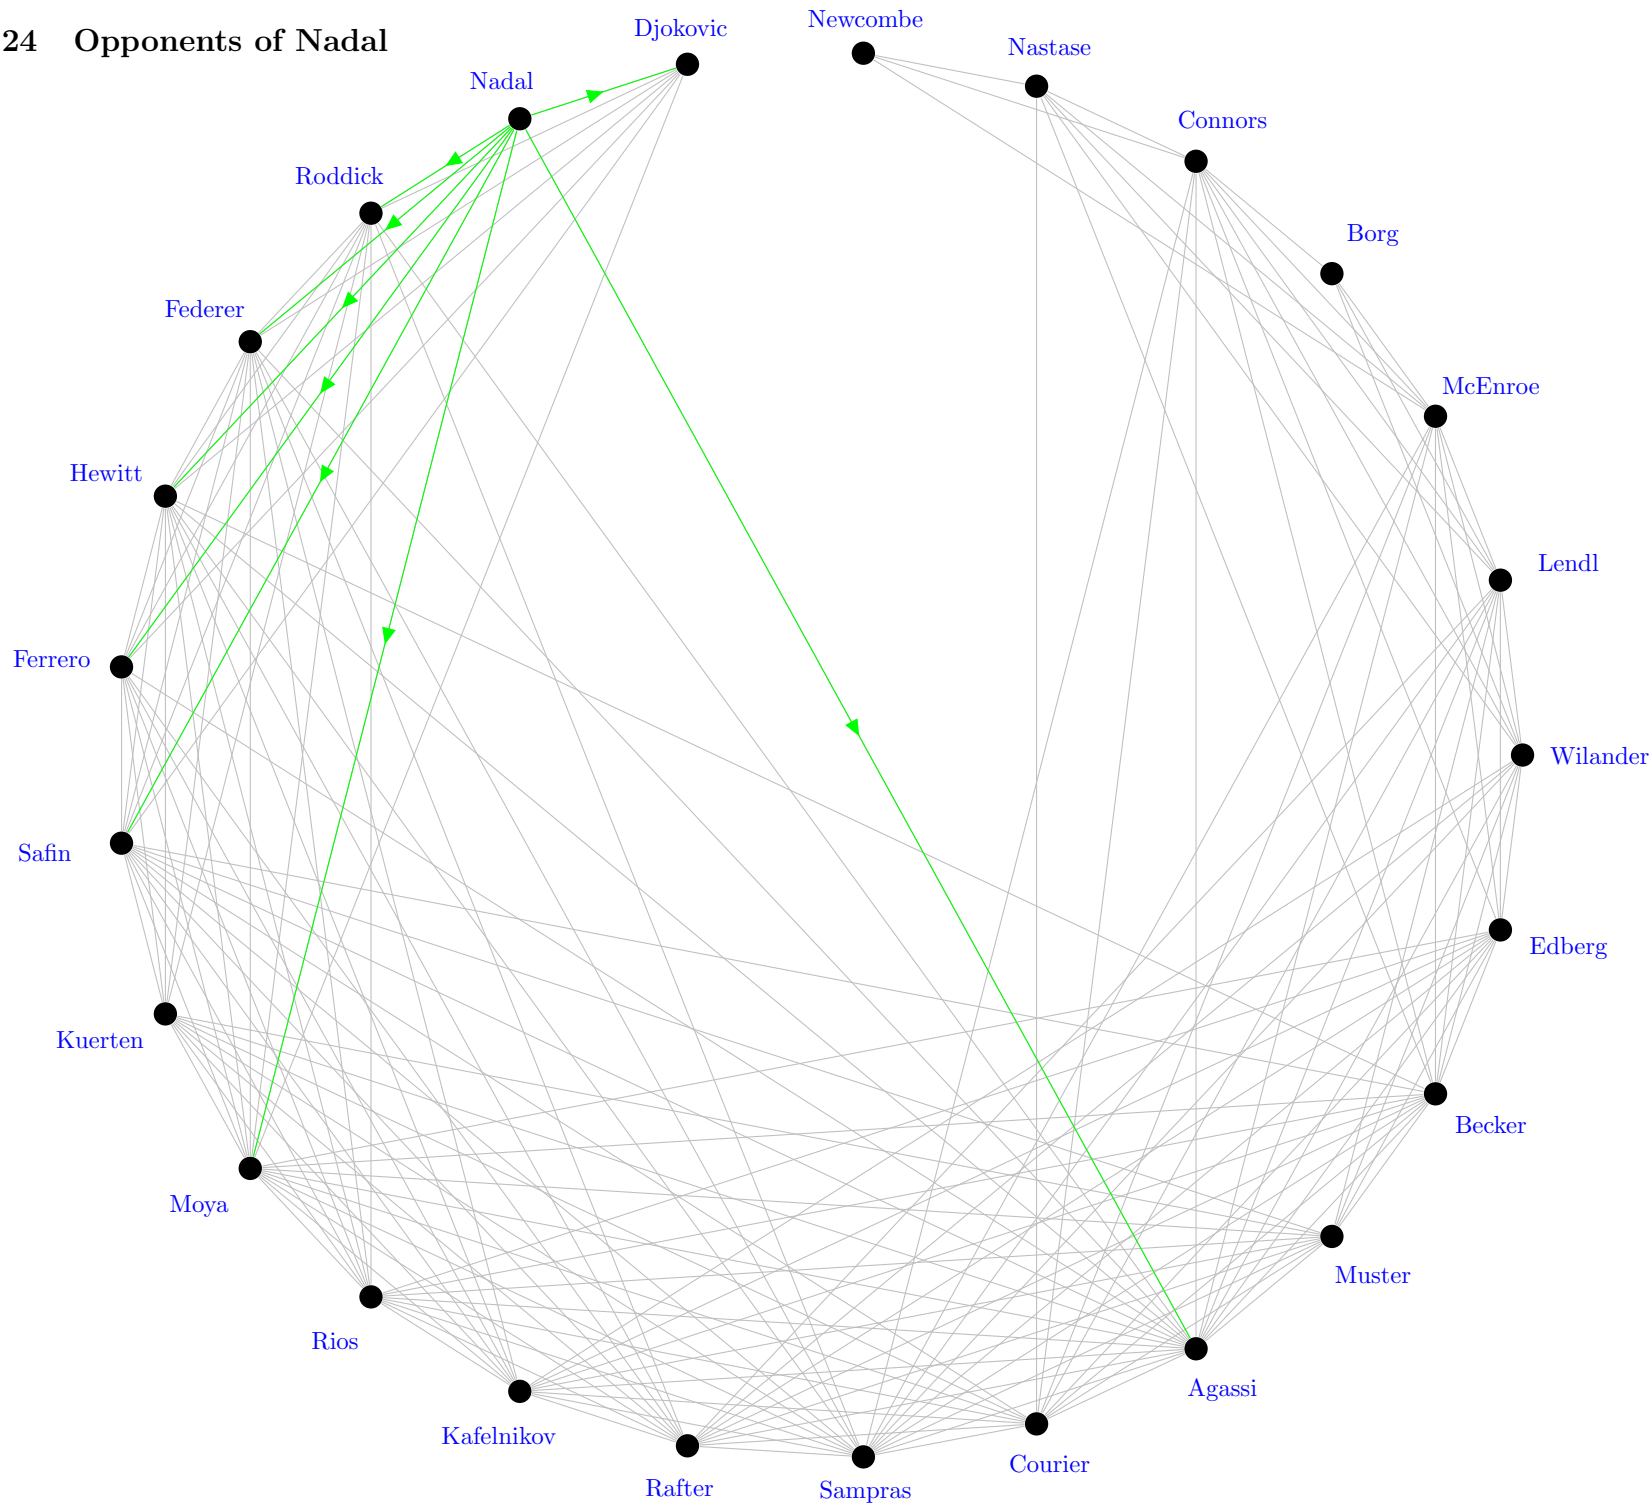 24 Opponents of Nadal
Newcombe
Djokovic
Nastase
Nadal
Connors
Roddick
Borg
Federer
McEnroe
Hewitt
Lendl
Ferrero
Wilander
Safin
Edberg
Kuerten
Becker
Moya
Muster
Rios
Agassi
Kafelnikov
Courier
Rafter
Sampras